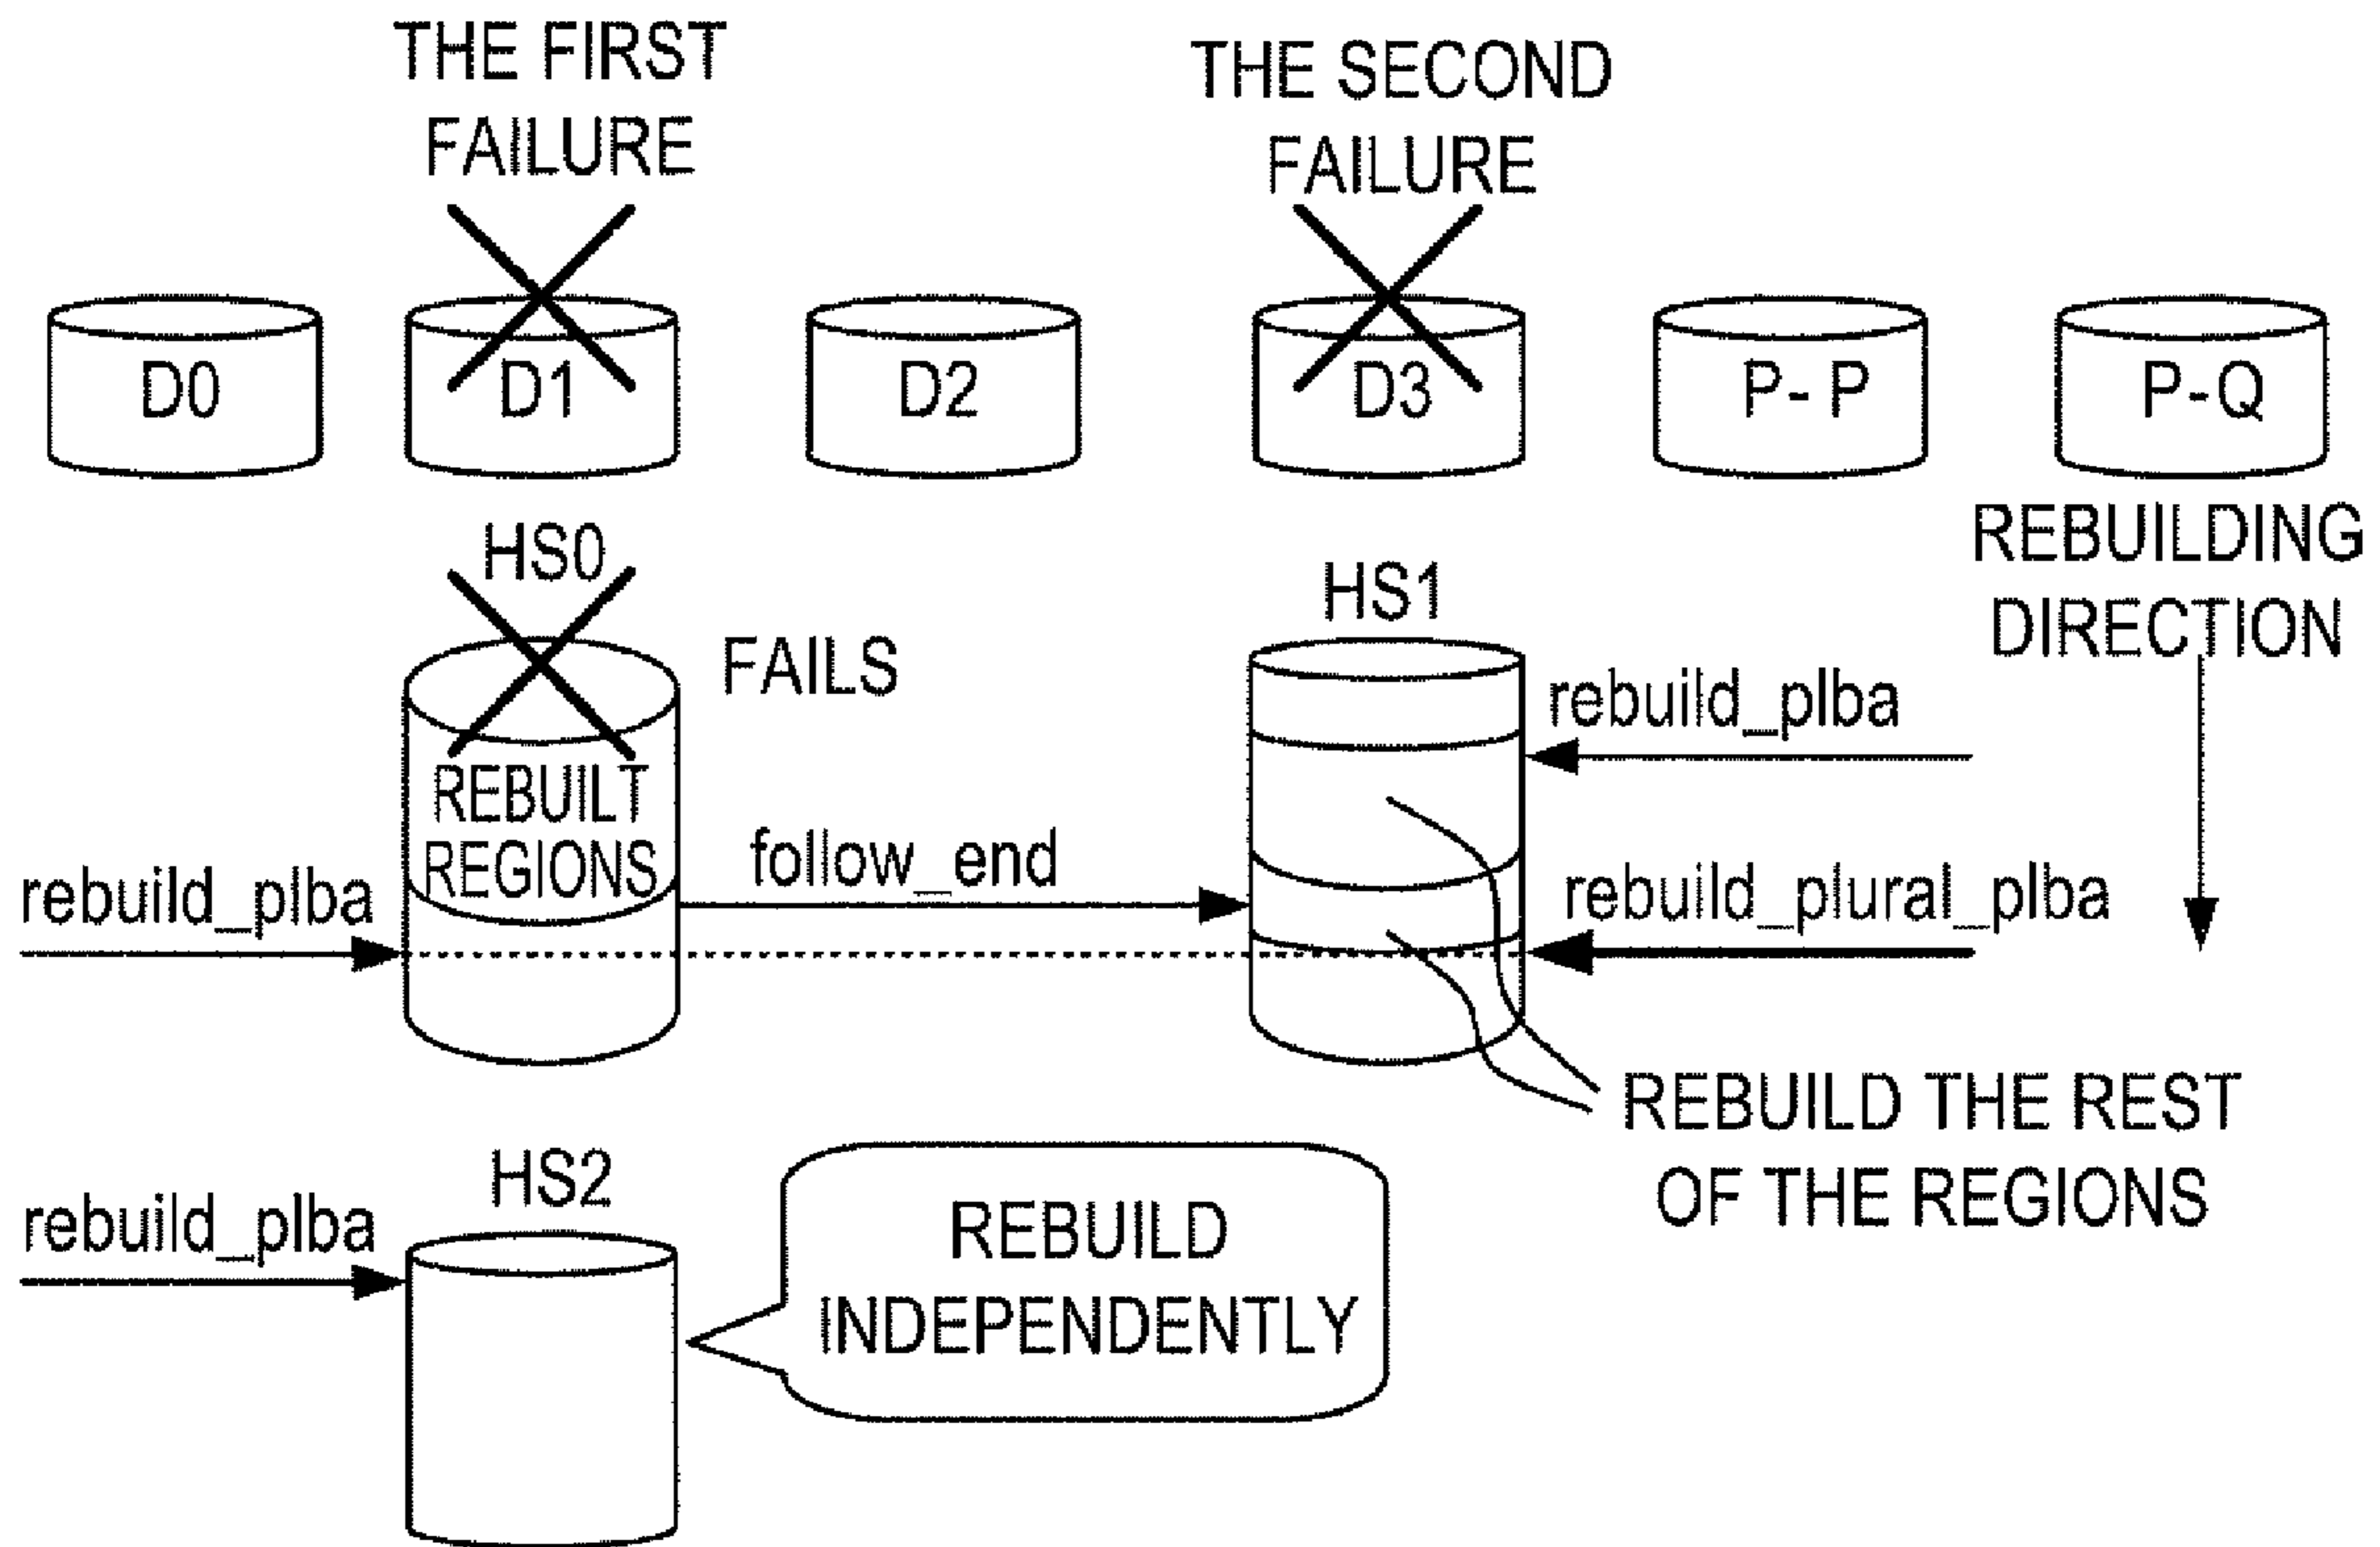 THE FIRST
FAILURE
THE SECOND
FAILURE
D0
D1
D2
D3
P- P
P-Q
HS0
FAILS
REBUILT
REGIONS
rebuild_plba
follow_end
HS1
rebuild_plba
rebuild_plural_plba
REBUILDING
DIRECTION
REBUILD THE REST
OF THE REGIONS
HS2
rebuild_plba
REBUILD
INDEPENDENTLY